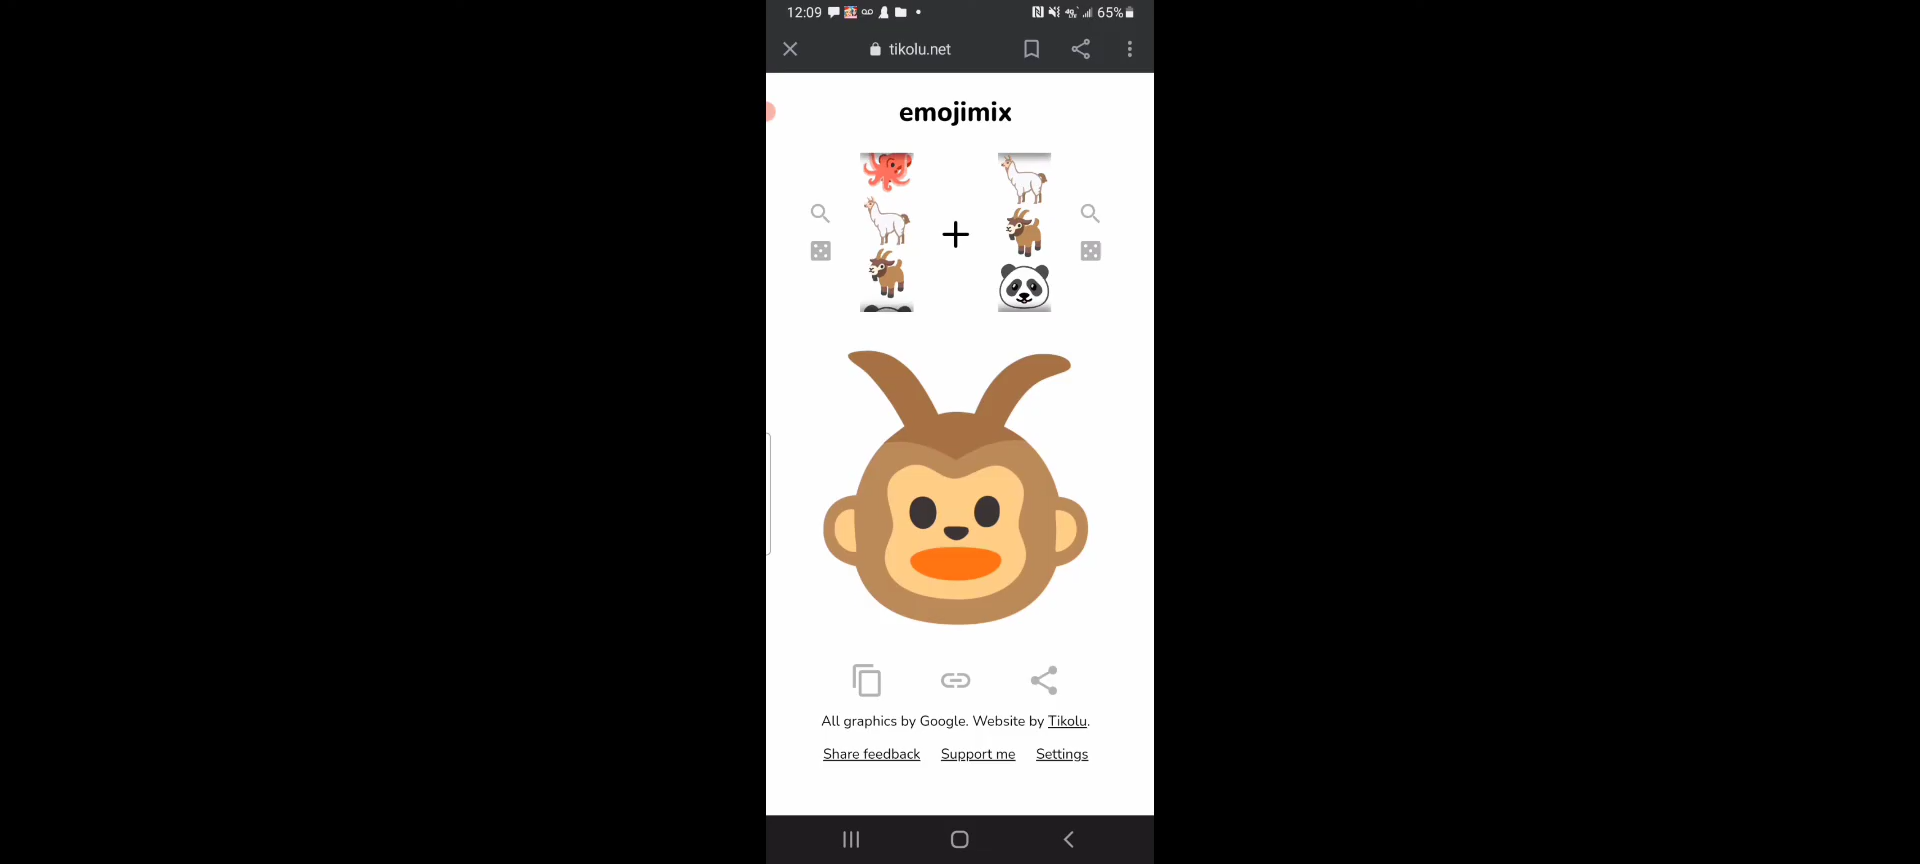 12:09 65%
tikolu.net
emojimix
All graphics by Google. Website by Tikolu.
Share feedback Support me Settings